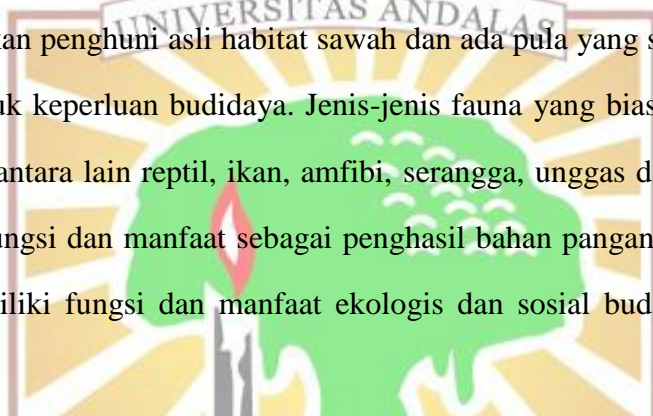 UNIVERSITAS ANDALAS
kan penghuni asli habitat sawah dan ada pula yang s
uk keperluan budidaya. Jenis-jenis fauna yang bias
antara lain reptil, ikan, amfibi, serangga, unggas d
ungsi dan manfaat sebagai penghasil bahan pangan
iliki fungsi dan manfaat ekologis dan sosial bud